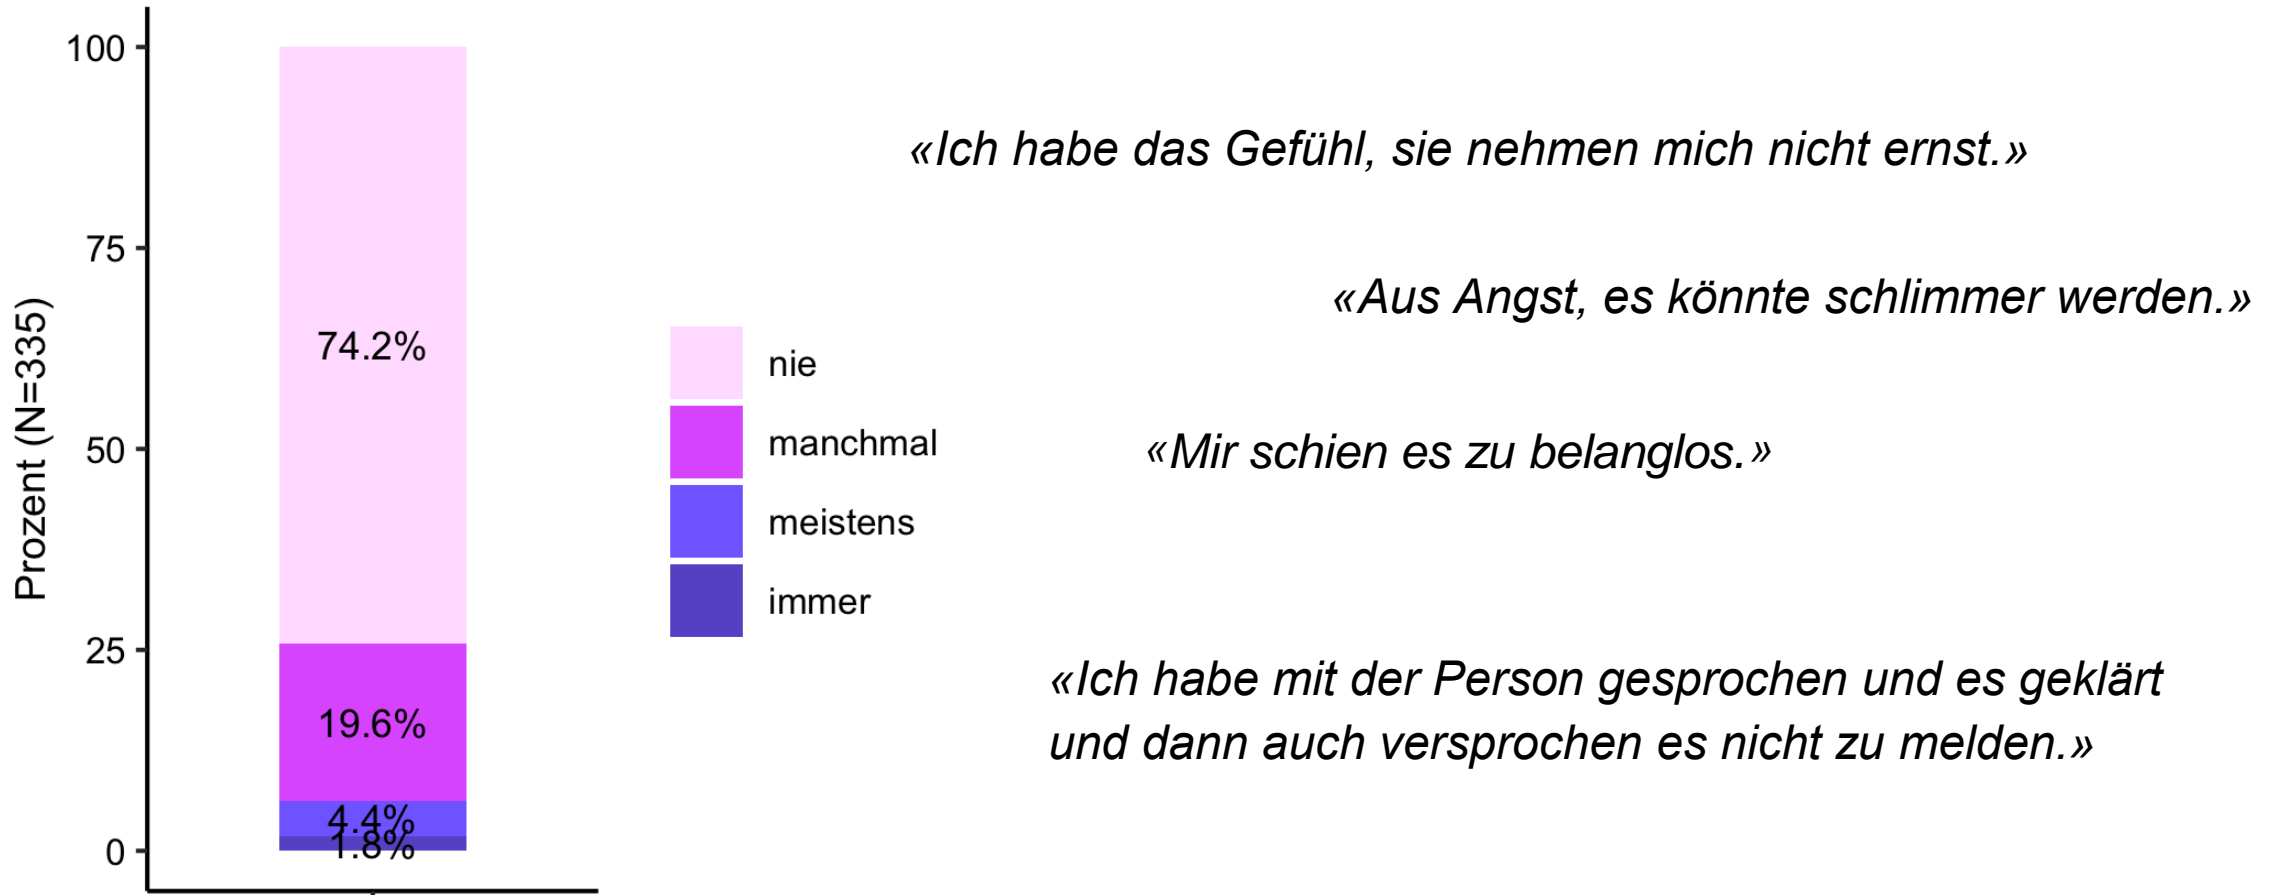 100
75
50
25
0
Prozent (N=335)
74.2%
19.6%
4.4%
1.8%
nie
manchmal
meistens
immer
«Ich habe das Gefühl, sie nehmen mich nicht ernst.»
«Aus Angst, es könnte schlimmer werden.»
«Mir schien es zu belanglos.»
«Ich habe mit der Person gesprochen und es geklärt
und dann auch versprochen es nicht zu melden.»